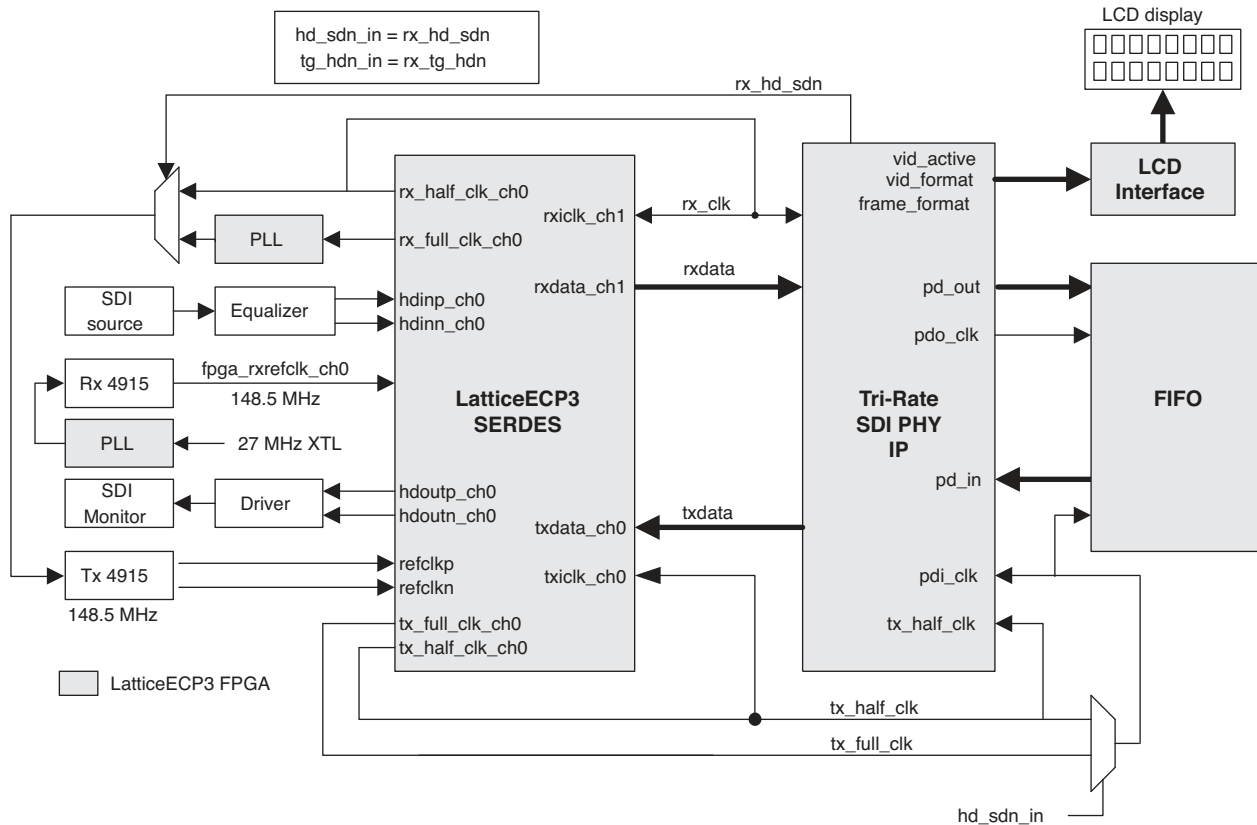 LCD display
hd_sdn_in = rx_hd_sdn
tg_hdn_in = rx_tg_hdn
rx_hd_sdn
vid_active
vid_format
frame_format
LCD
Interface
rx_half_clk_ch0
rxiclk_ch1
rx_clk
PLL
rx_full_clk_ch0
rxdata_ch1
rxdata
pd_out
SDI
source
Equalizer
hdinp_ch0
hdinn_ch0
pdo_clk
Rx 4915
fpga_rxrefclk_ch0
148.5 MHz
LatticeECP3
SERDES
Tri-Rate
SDI PHY
IP
FIFO
PLL
27 MHz XTL
SDI
Monitor
Driver
hdoutp_ch0
hdoutn_ch0
pd_in
txdata_ch0
txdata
Tx 4915
148.5 MHz
refclkp
refclkn
txiclk_ch0
pdi_clk
tx_full_clk_ch0
tx_half_clk_ch0
tx_half_clk
LatticeECP3 FPGA
tx_half_clk
tx_full_clk
hd_sdn_in